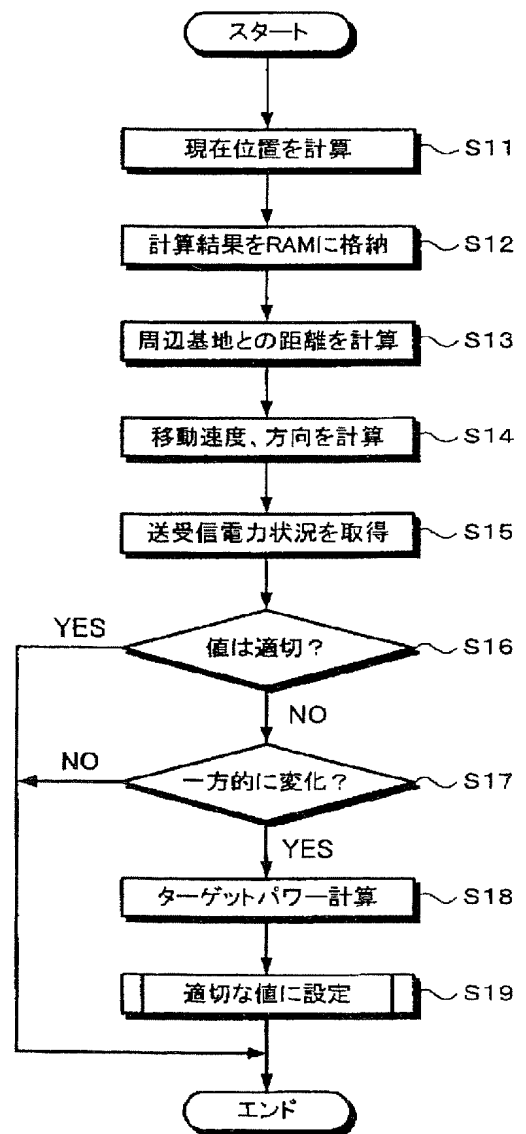 スタート
現在位置を計算 S11
計算結果をRAMに格納 S12
周辺基地との距離を計算 S13
移動速度、方向を計算 S14
送受信電力状況を取得 S15
YES
値は適切？ S16
NO
NO
一方的に変化？ S17
YES
ターゲットパワー計算 S18
適切な値に設定 S19
エンド